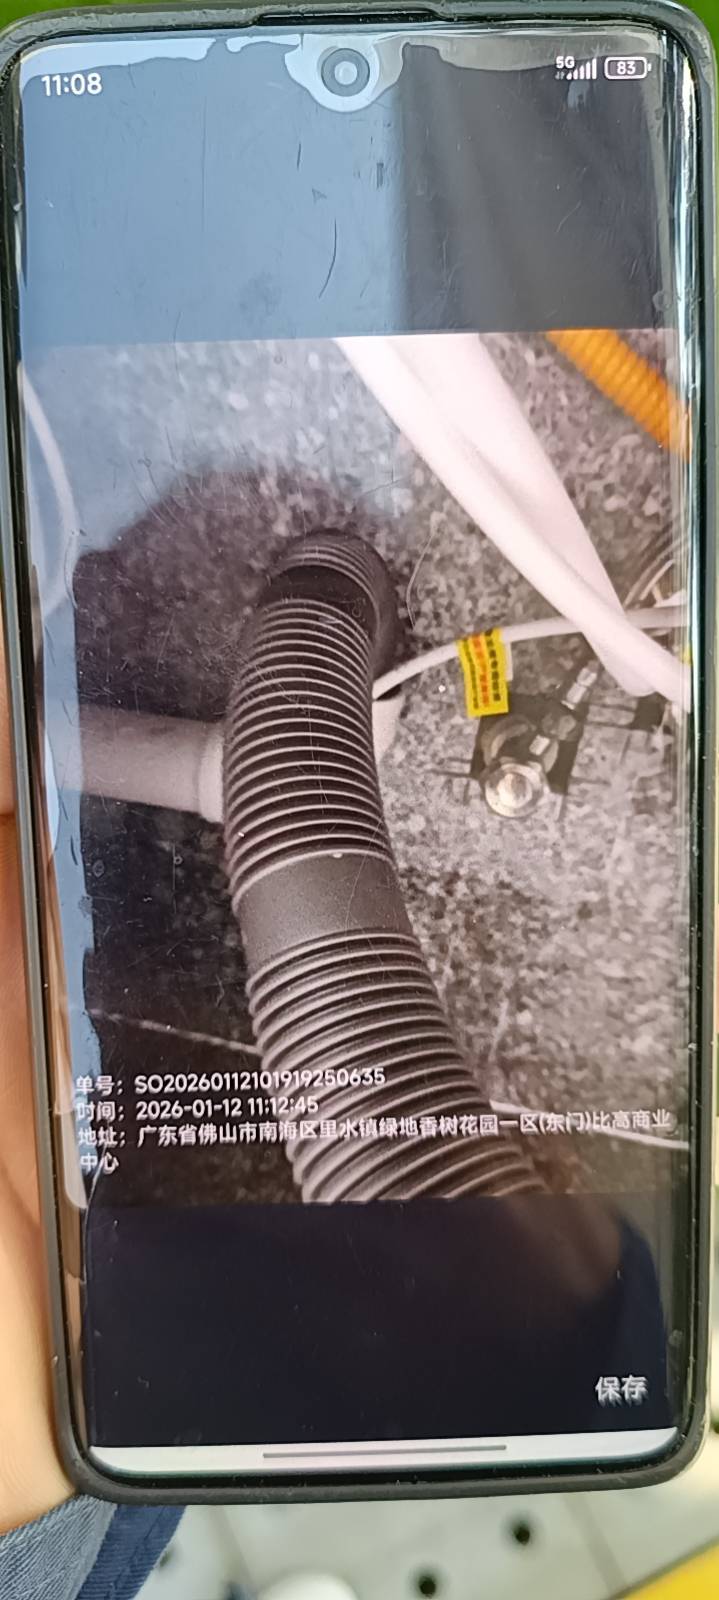 11:08
5G
83
单号：SO20260112101919250635
时间：2026-01-12 11:12:45
地址：广东省佛山市南海区里水镇绿地香树花园一区(东门)比高商业
中心
保存